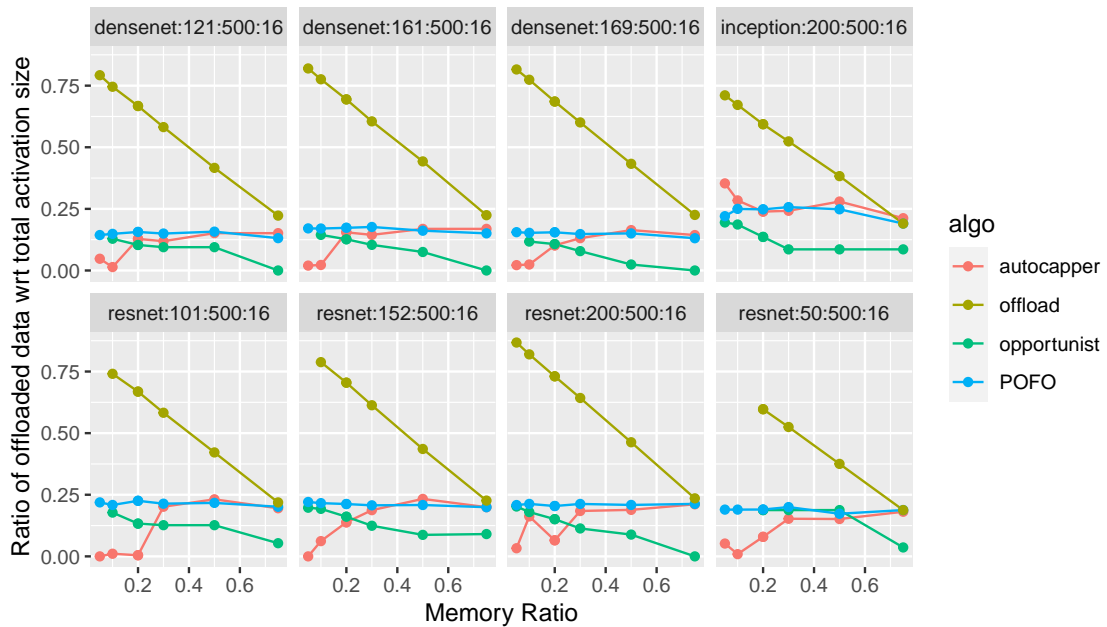 densenet:121:500:16 densenet:161:500:16 densenet:169:500:16 inception:200:500:16
0.75
0.50
0.25
0.00
resnet:101:500:16 resnet:152:500:16 resnet:200:500:16 resnet:50:500:16
0.75
0.50
0.25
0.00
0.2 0.4 0.6 0.2 0.4 0.6 0.2 0.4 0.6 0.2 0.4 0.6
Memory Ratio
Ratio of offloaded data wrt total activation size
algo
autocapper
offload
opportunist
POFO